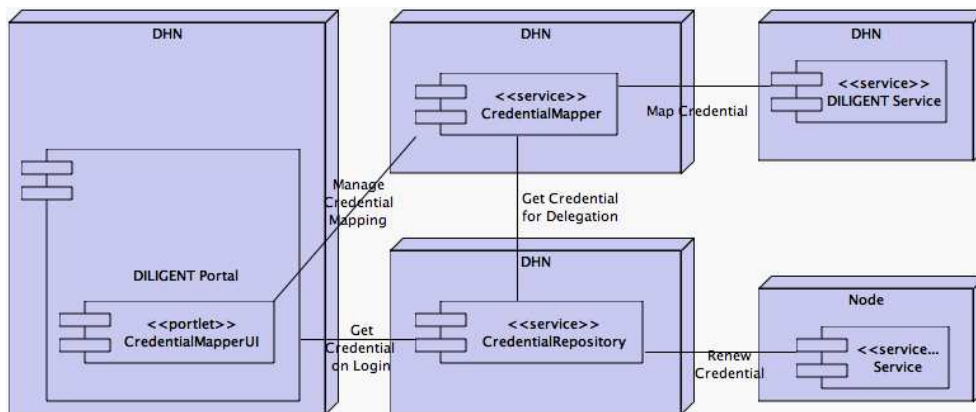 DHN
DILIGENT Portal
<<portlet>>
CredentialMapperUI
Manage
Credential
Mapping
Get
Credential
on Login
DHN
<<service>>
CredentialMapper
Get Credential
for Delegation
DHN
<<service>>
CredentialRepository
Map Credential
DHN
<<service>>
DILIGENT Service
Renew
Credential
Node
<<service...
Service